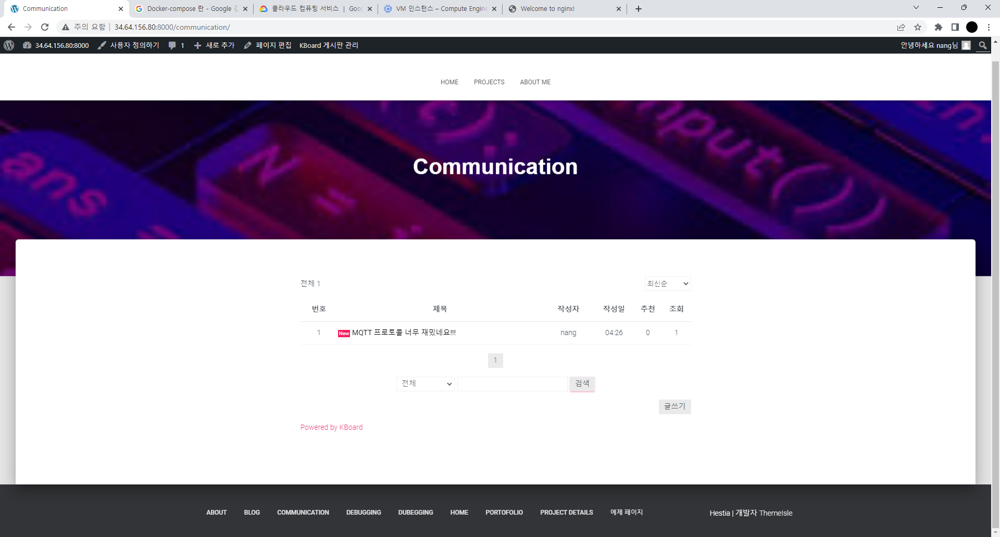 Communication
Docker-compose 란 - Google 검
클라우드 컴퓨팅 서비스 | Goog
VM 인스턴스 – Compute Engine
Welcome to nginx!
주의 요함 34.64.156.80:8000/communication/
34.64.156.80:8000 사용자 정의하기 1 새로 추가 페이지 편집 KBoard 게시판 관리 안녕하세요 nang님
HOME PROJECTS ABOUT ME
ans N = ; nput()
Communication
전체 1 최신순
번호 제목 작성자 작성일 추천 조회
1 New MQTT 프로토콜 너무 재밌네요!!! nang 04:26 0 1
1
전체 검색
글쓰기
Powered by KBoard
ABOUT BLOG COMMUNICATION DEBUGGING DUBEGGING HOME PORTOFOLIO PROJECT DETAILS 예제 페이지 Hestia | 개발자 ThemeIsle